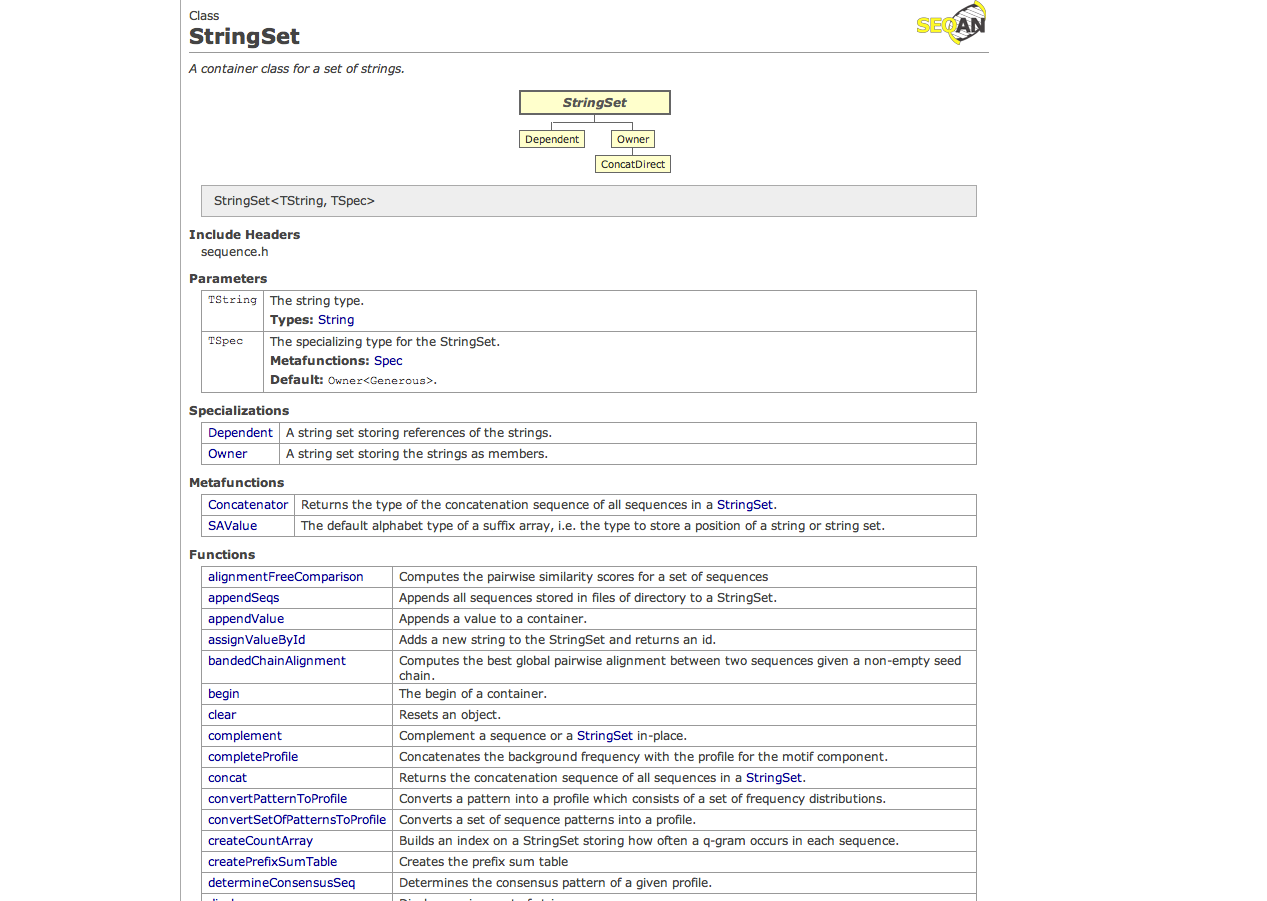 Class
StringSet
SEQAN
A container class for a set of strings.
StringSet
Dependent Owner
ConcatDirect
StringSet<TString, TSpec>
Include Headers
sequence.h
Parameters
TString The string type.
Types: String
TSpec The specializing type for the StringSet.
Metafunctions: Spec
Default: Owner<Generous>.
Specializations
Dependent A string set storing references of the strings.
Owner A string set storing the strings as members.
Metafunctions
Concatenator Returns the type of the concatenation sequence of all sequences in a StringSet.
SAValue The default alphabet type of a suffix array, i.e. the type to store a position of a string or string set.
Functions
alignmentFreeComparison Computes the pairwise similarity scores for a set of sequences
appendSeqs Appends all sequences stored in files of directory to a StringSet.
appendValue Appends a value to a container.
assignValueById Adds a new string to the StringSet and returns an id.
bandedChainAlignment Computes the best global pairwise alignment between two sequences given a non-empty seed
chain.
begin The begin of a container.
clear Resets an object.
complement Complement a sequence or a StringSet in-place.
completeProfile Concatenates the background frequency with the profile for the motif component.
concat Returns the concatenation sequence of all sequences in a StringSet.
convertPatternToProfile Converts a pattern into a profile which consists of a set of frequency distributions.
convertSetOfPatternsToProfile Converts a set of sequence patterns into a profile.
createCountArray Builds an index on a StringSet storing how often a q-gram occurs in each sequence.
createPrefixSumTable Creates the prefix sum table
determineConsensusSeq Determines the consensus pattern of a given profile.